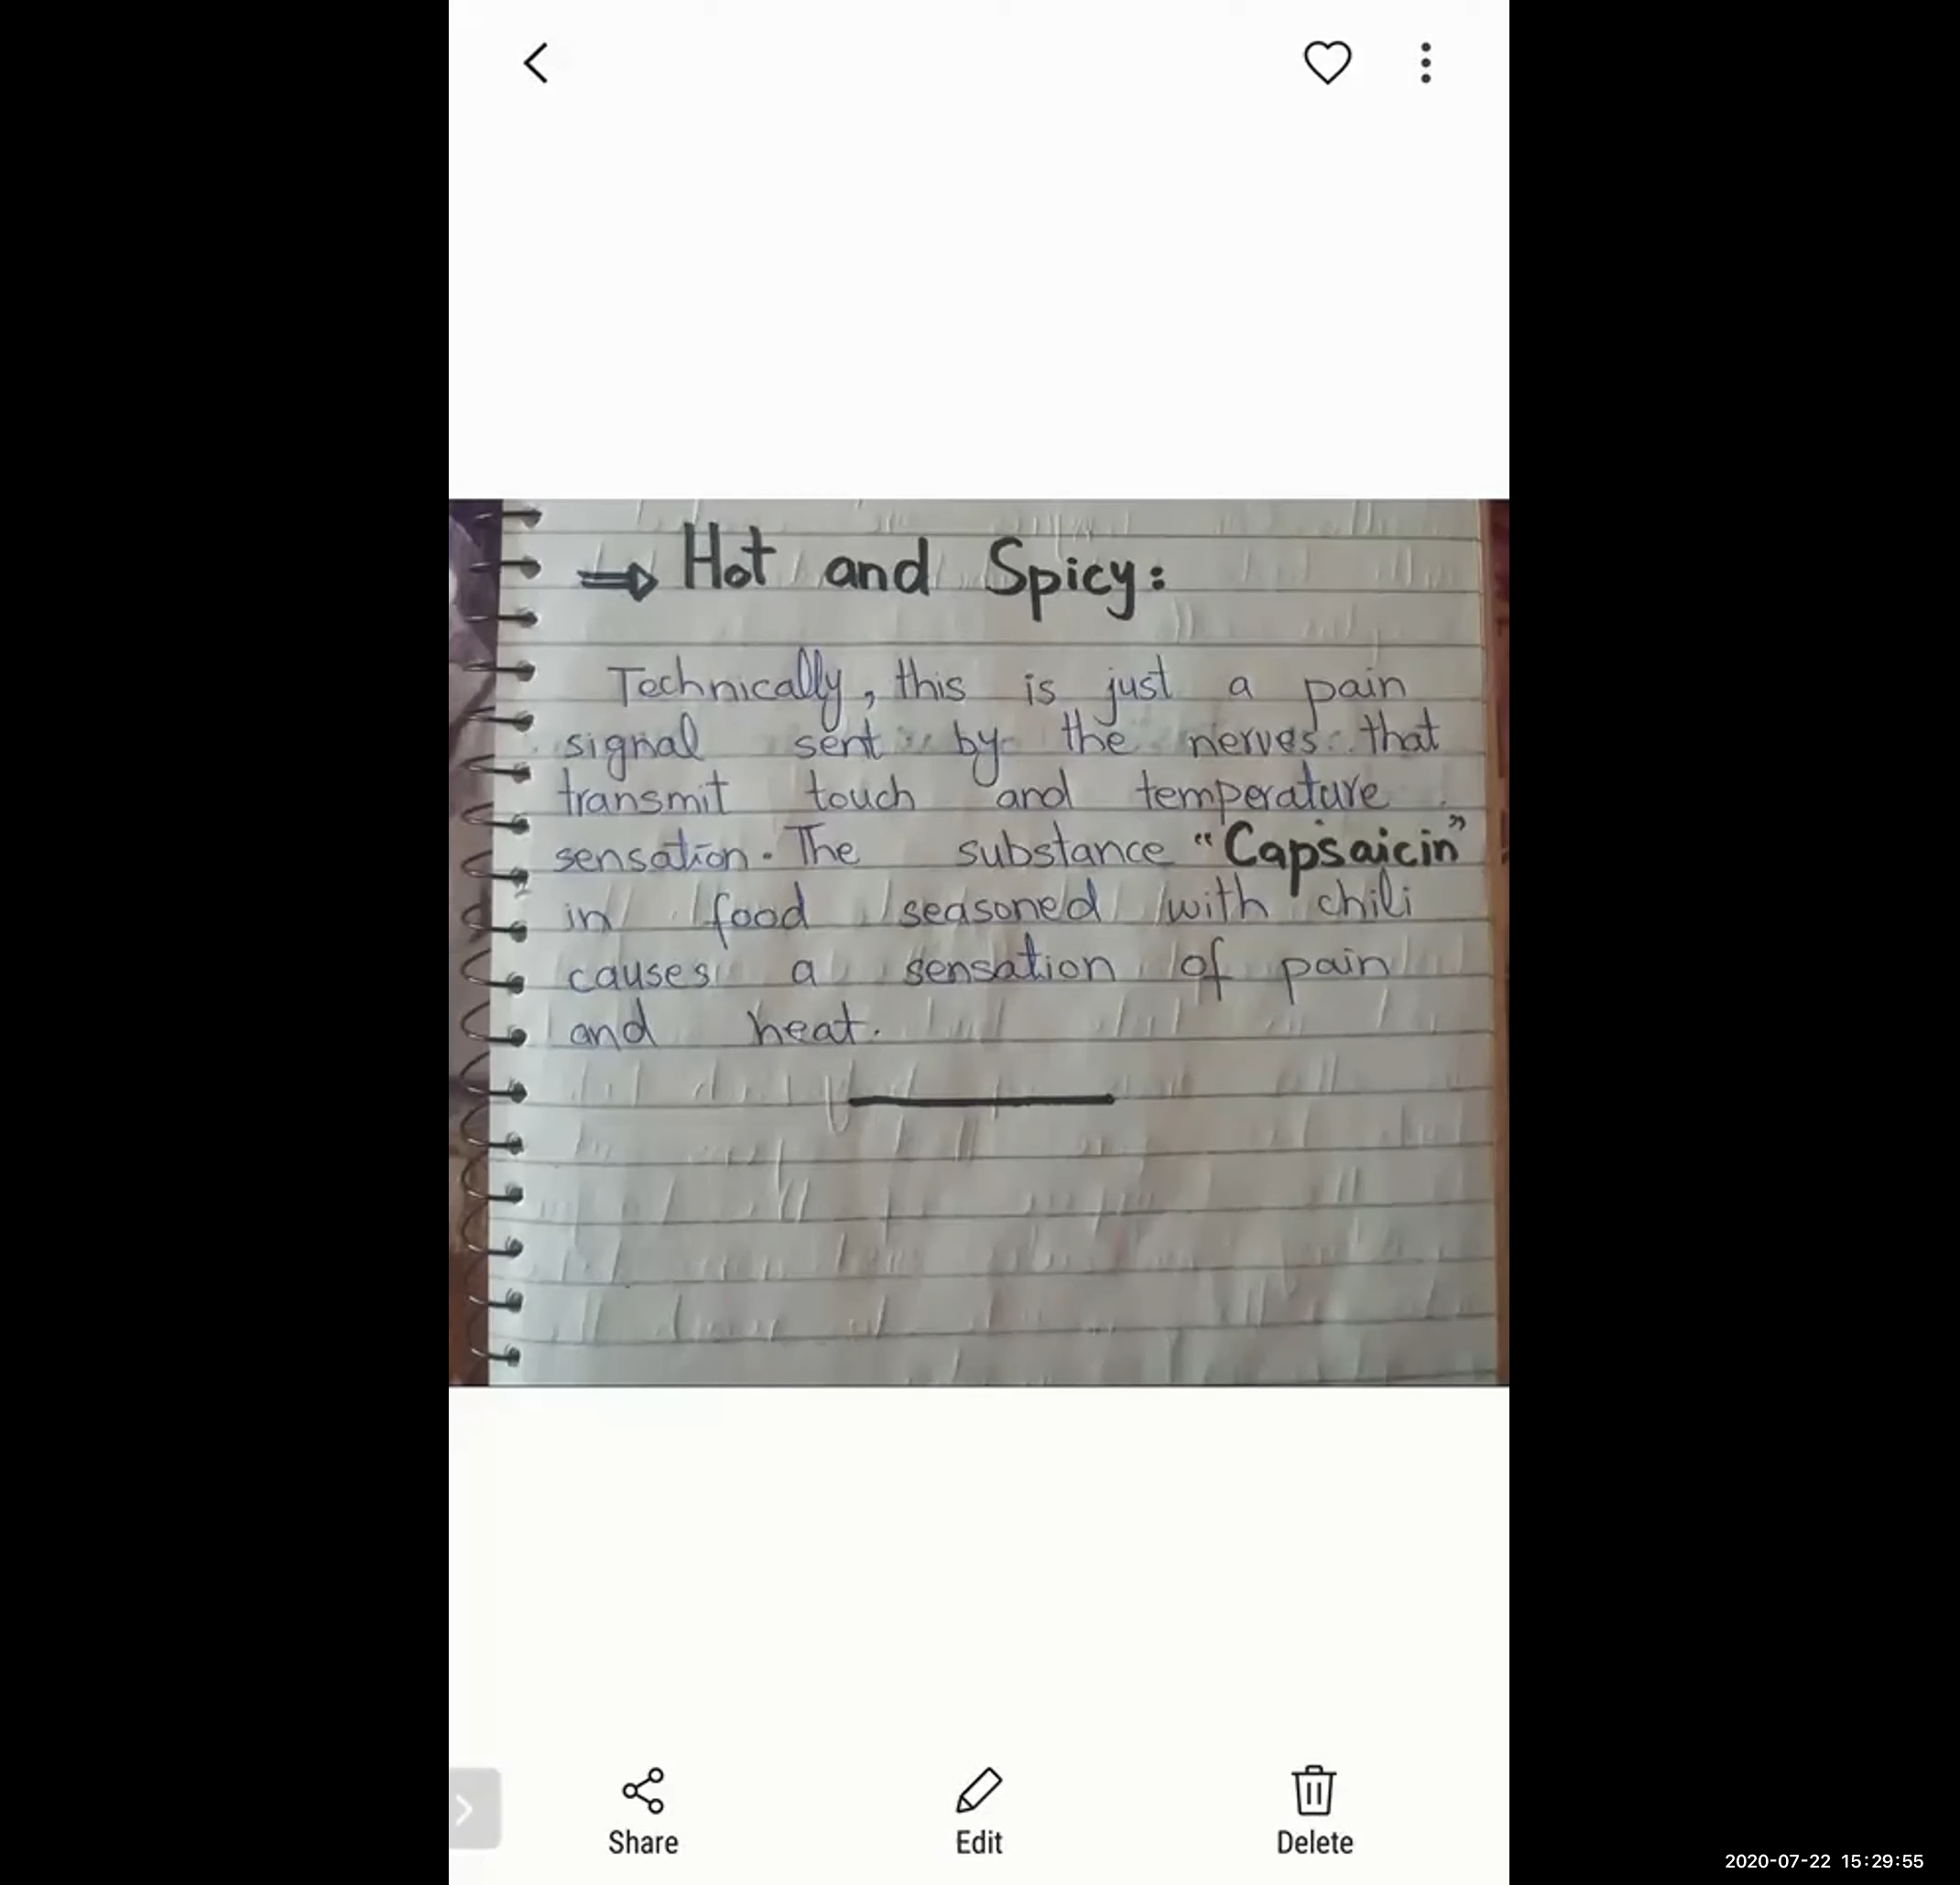 ⇒ Hot and Spicy:
Technically, this is just a pain
signal sent by the nerves that
transmit touch and temperature
sensation. The substance "Capsaicin"
in food seasoned with chili
causes a sensation of pain
and heat.
Share Edit Delete
2020-07-22 15:29:55